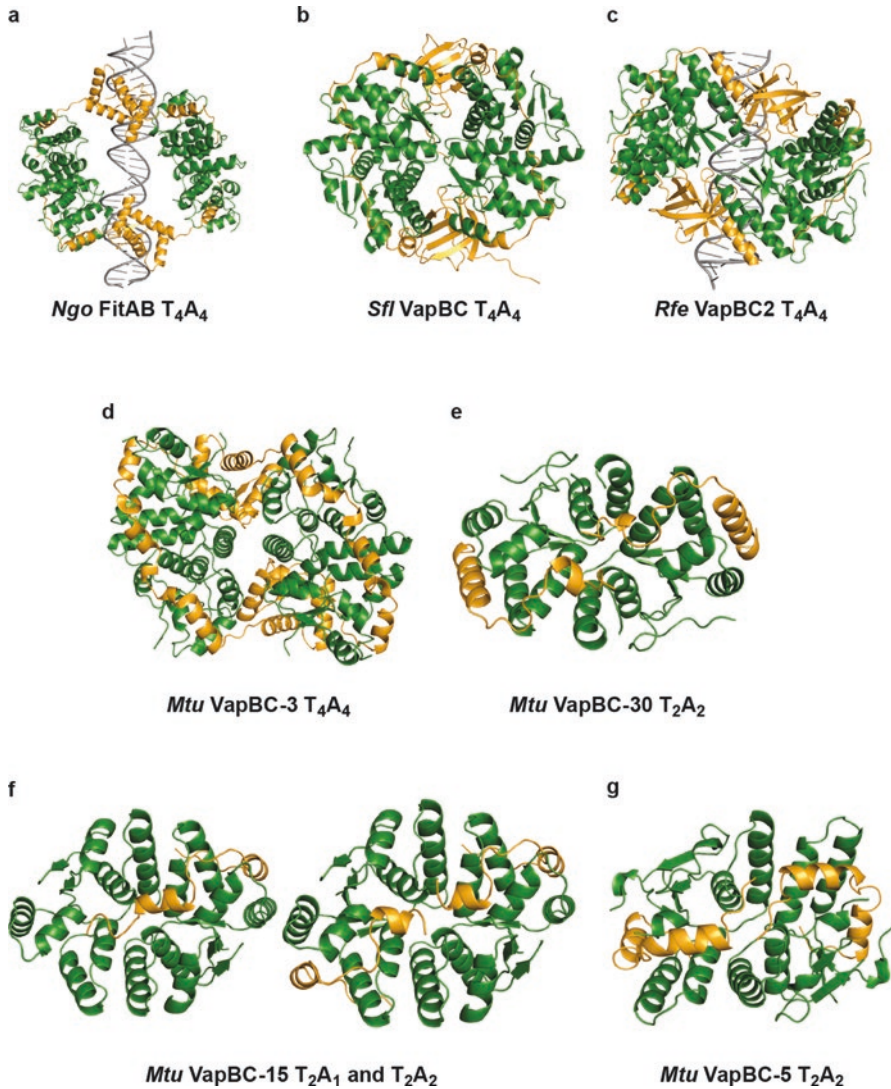 a
b
c
Ngo FitAB T₄A₄
Sfl VapBC T₄A₄
Rfe VapBC2 T₄A₄
d
e
Mtu VapBC-3 T₄A₄
Mtu VapBC-30 T₂A₂
f
g
Mtu VapBC-15 T₂A₁ and T₂A₂
Mtu VapBC-5 T₂A₂